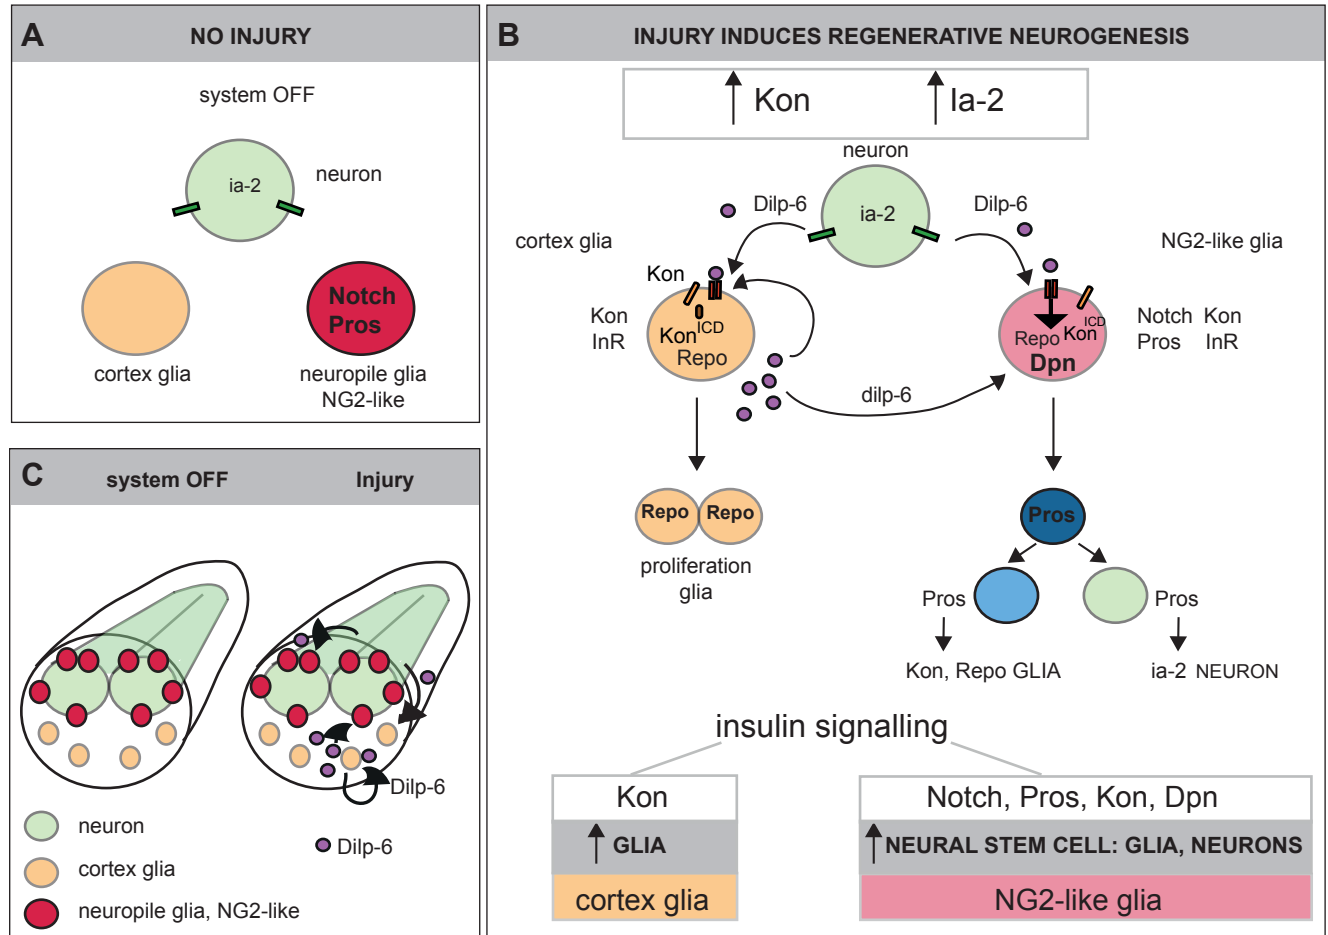 A
NO INJURY
system OFF
ia-2
neuron
Notch
Pros
cortex glia
neuropile glia
NG2-like
B
INJURY INDUCES REGENERATIVE NEUROGENESIS
Kon
Ia-2
neuron
Dilp-6
ia-2
Dilp-6
cortex glia
NG2-like glia
Kon
Kon
InR
KonICD
Repo
Repo
KonICD
Dpn
Notch Kon
Pros InR
dilp-6
Repo
Repo
proliferation
glia
Pros
Pros
Pros
Kon, Repo GLIA
ia-2 NEURON
insulin signalling
Kon
GLIA
cortex glia
Notch, Pros, Kon, Dpn
NEURAL STEM CELL: GLIA, NEURONS
NG2-like glia
C
system OFF
Injury
Dilp-6
neuron
Dilp-6
cortex glia
neuropile glia, NG2-like